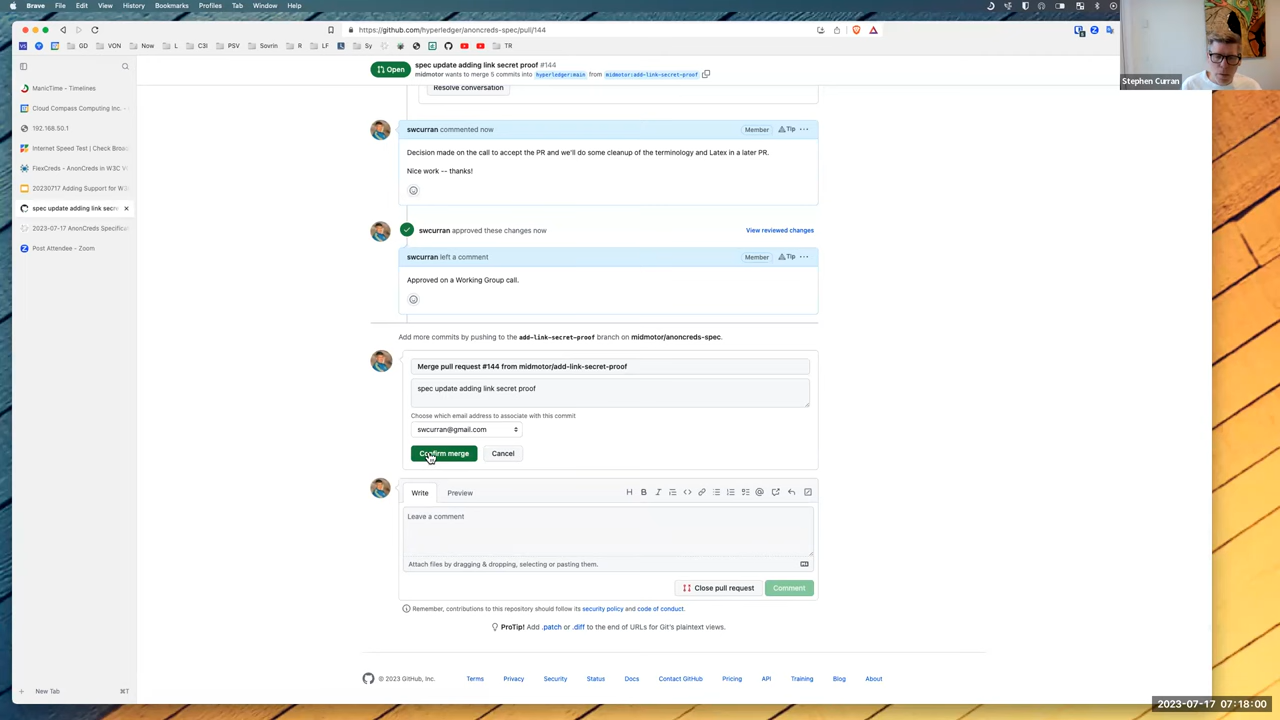 Brave File Edit View History Bookmarks Profiles Tab Window Help
https://github.com/hyperledger/anoncreds-spec/pull/144
GD VON Now L C3I PSV Sovrin R LF Sy TR
Stephen Curran
ManicTime - Timelines
Cloud Compass Computing Inc. -
192.168.50.1
Internet Speed Test | Check Broad
FlexCreds - AnonCreds in W3C V
20230717 Adding Support for W3
spec update adding link secre
2023-07-17 AnonCreds Specifica
Post Attendee - Zoom
New Tab ⌘T
Open
spec update adding link secret proof #144
midmotor wants to merge 5 commits into hyperledger:main from midmotor:add-link-secret-proof
Resolve conversation
swcurran commented now Member Tip ...
Decision made on the call to accept the PR and we'll do some cleanup of the terminology and Latex in a later PR.
Nice work -- thanks!
swcurran approved these changes now View reviewed changes
swcurran left a comment Member Tip ...
Approved on a Working Group call.
Add more commits by pushing to the add-link-secret-proof branch on midmotor/anoncreds-spec.
Merge pull request #144 from midmotor/add-link-secret-proof
spec update adding link secret proof
Choose which email address to associate with this commit
swcurran@gmail.com
Confirm merge Cancel
Write Preview
Leave a comment
Attach files by dragging & dropping, selecting or pasting them.
Close pull request Comment
Remember, contributions to this repository should follow its security policy and code of conduct.
ProTip! Add .patch or .diff to the end of URLs for Git's plaintext views.
© 2023 GitHub, Inc. Terms Privacy Security Status Docs Contact GitHub Pricing API Training Blog About
2023-07-17 07:18:00